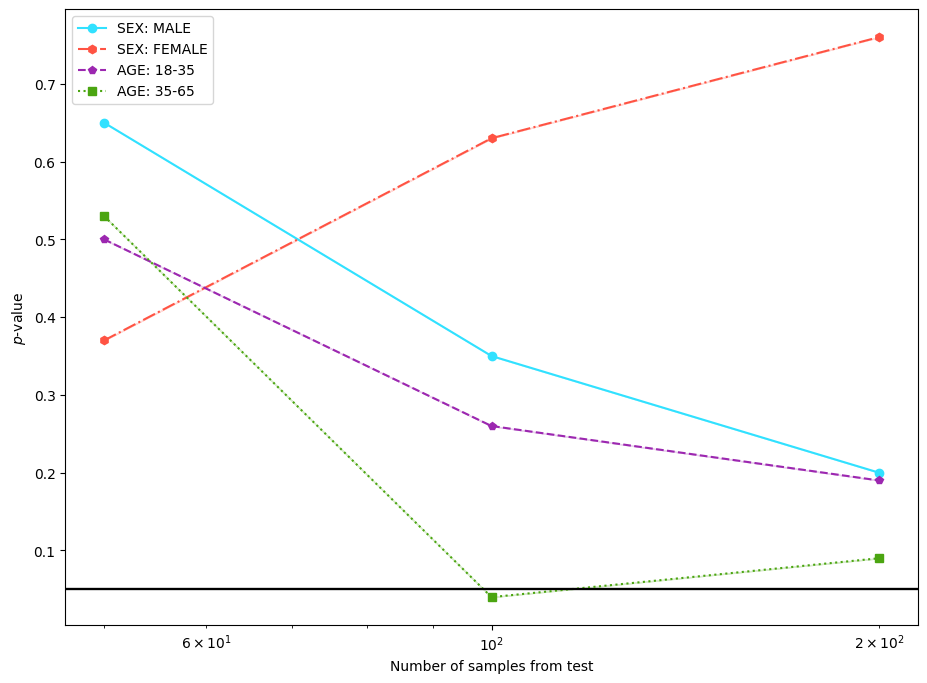 SEX: MALE
SEX: FEMALE
AGE: 18-35
AGE: 35-65
0.7
0.6
0.5
0.4
0.3
0.2
0.1
p-value
6 × 10¹
10²
2 × 10²
Number of samples from test